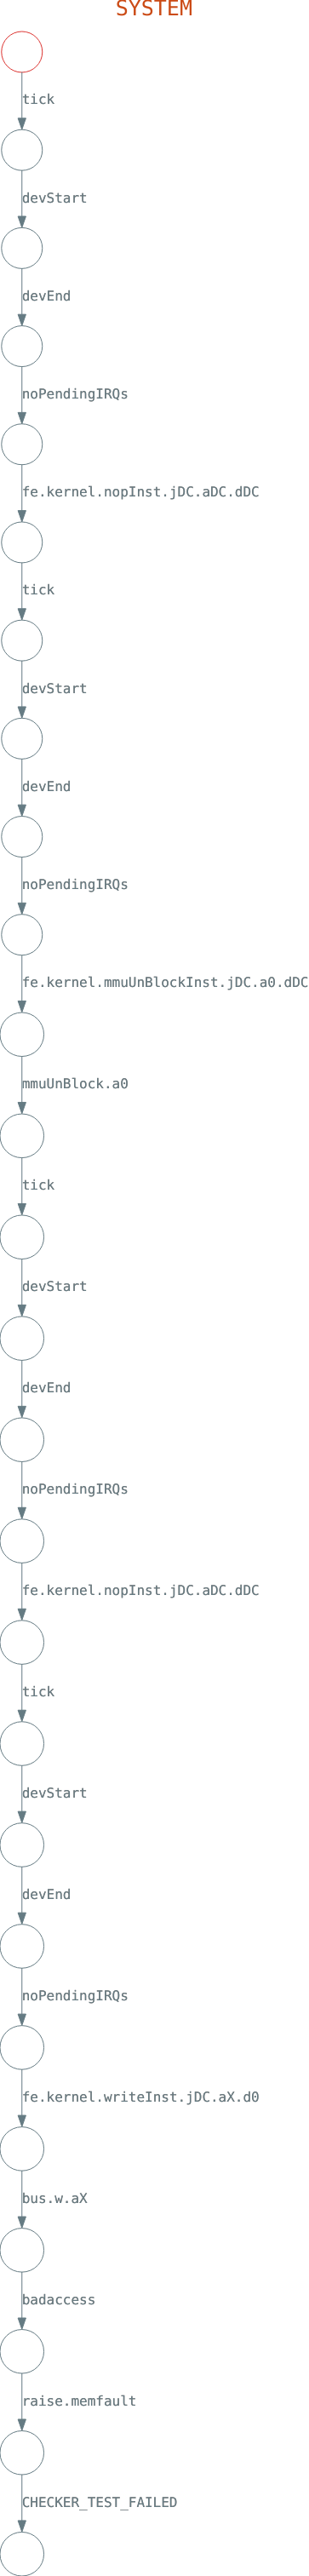 SYSTEM
tick
devStart
devEnd
noPendingIRQs
fe.kernel.nopInst.jDC.aDC.dDC
tick
devStart
devEnd
noPendingIRQs
fe.kernel.mmuUnBlockInst.jDC.a0.dDC
mmuUnBlock.a0
tick
devStart
devEnd
noPendingIRQs
fe.kernel.nopInst.jDC.aDC.dDC
tick
devStart
devEnd
noPendingIRQs
fe.kernel.writeInst.jDC.aX.d0
bus.w.aX
badaccess
raise.memfault
CHECKER_TEST_FAILED